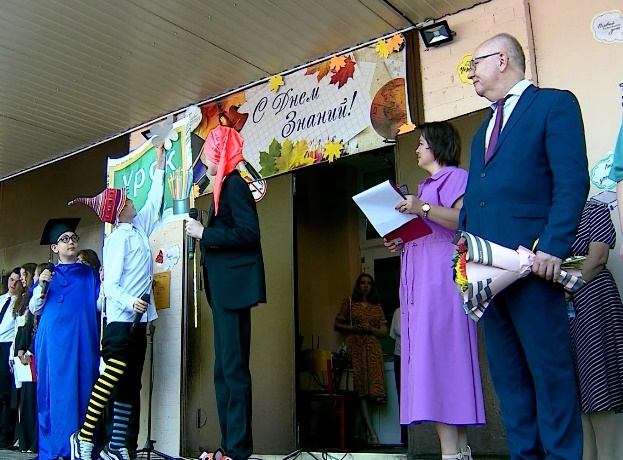 С Днем
Знаний!
урок